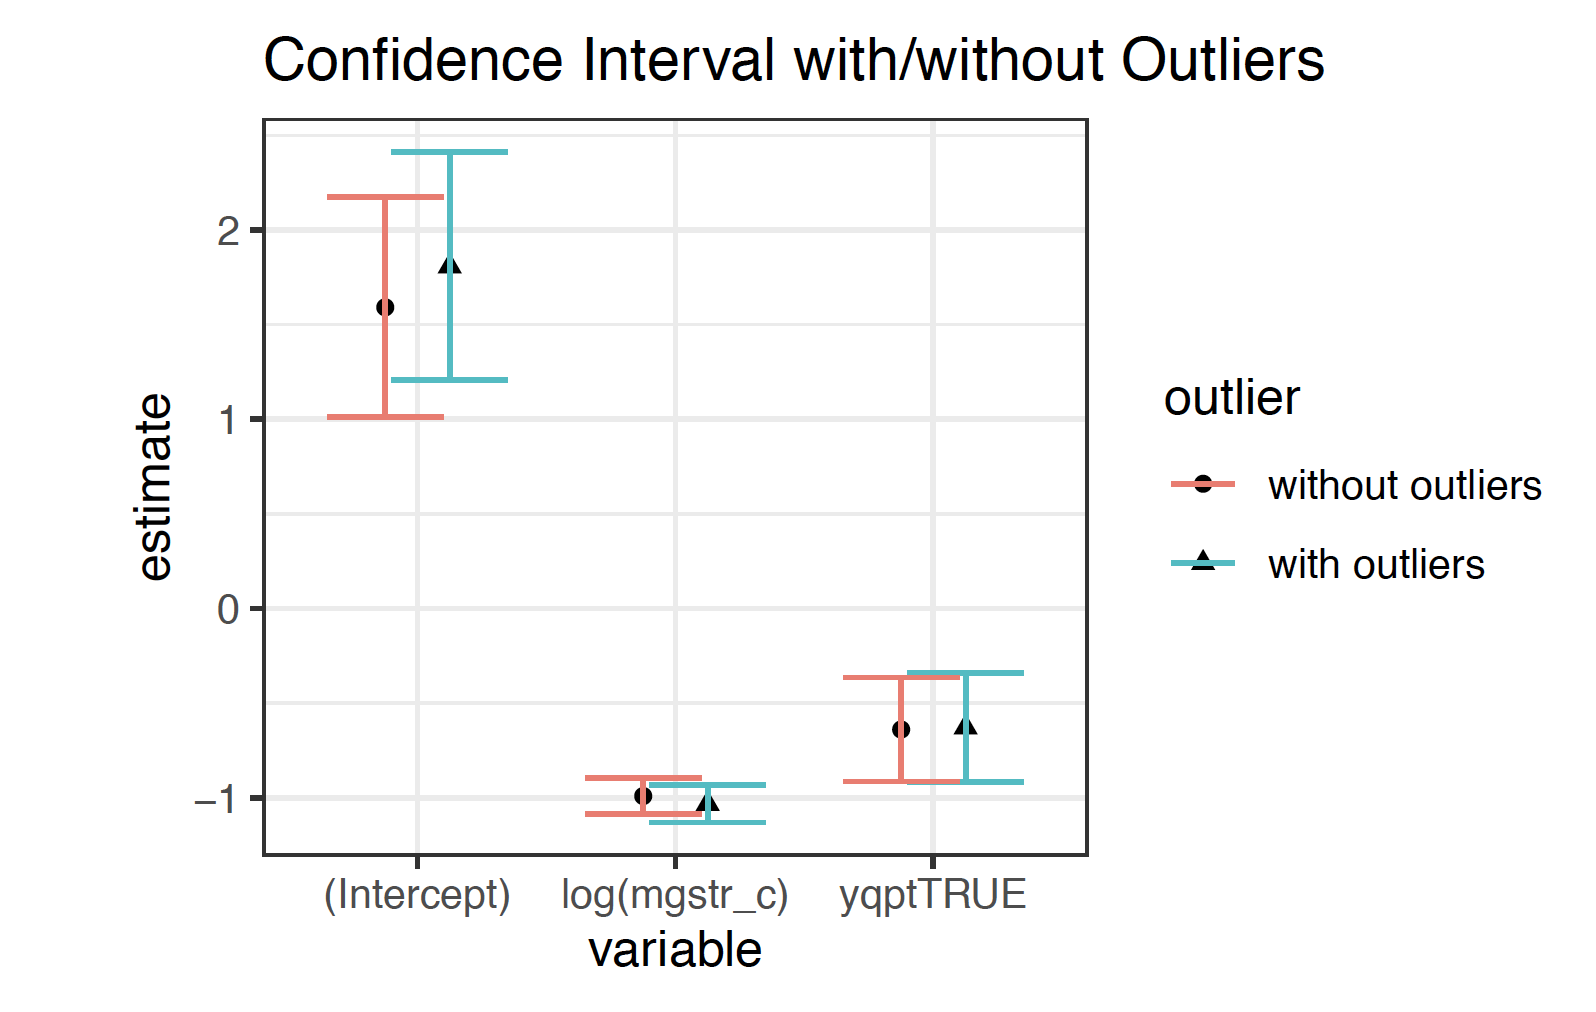 Confidence Interval with/without Outliers
estimate
2
1
0
−1
(Intercept)
log(mgstr_c)
yqptTRUE
variable
outlier
without outliers
with outliers